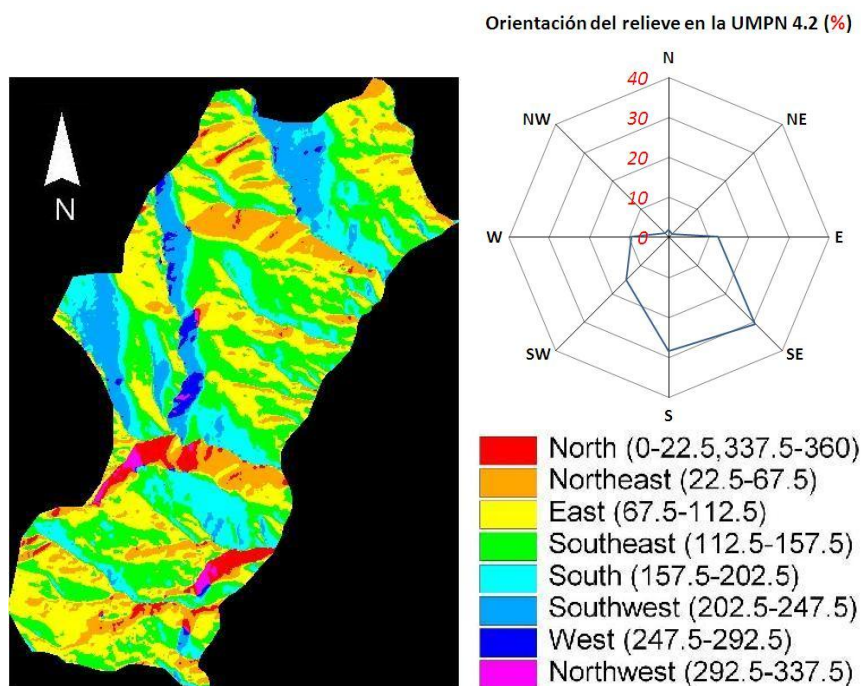 Orientación del relieve en la UMPN 4.2 (%)
N
40
NW
NE
30
20
10
W
0
E
SW
SE
S
N
North (0-22.5,337.5-360)
Northeast (22.5-67.5)
East (67.5-112.5)
Southeast (112.5-157.5)
South (157.5-202.5)
Southwest (202.5-247.5)
West (247.5-292.5)
Northwest (292.5-337.5)